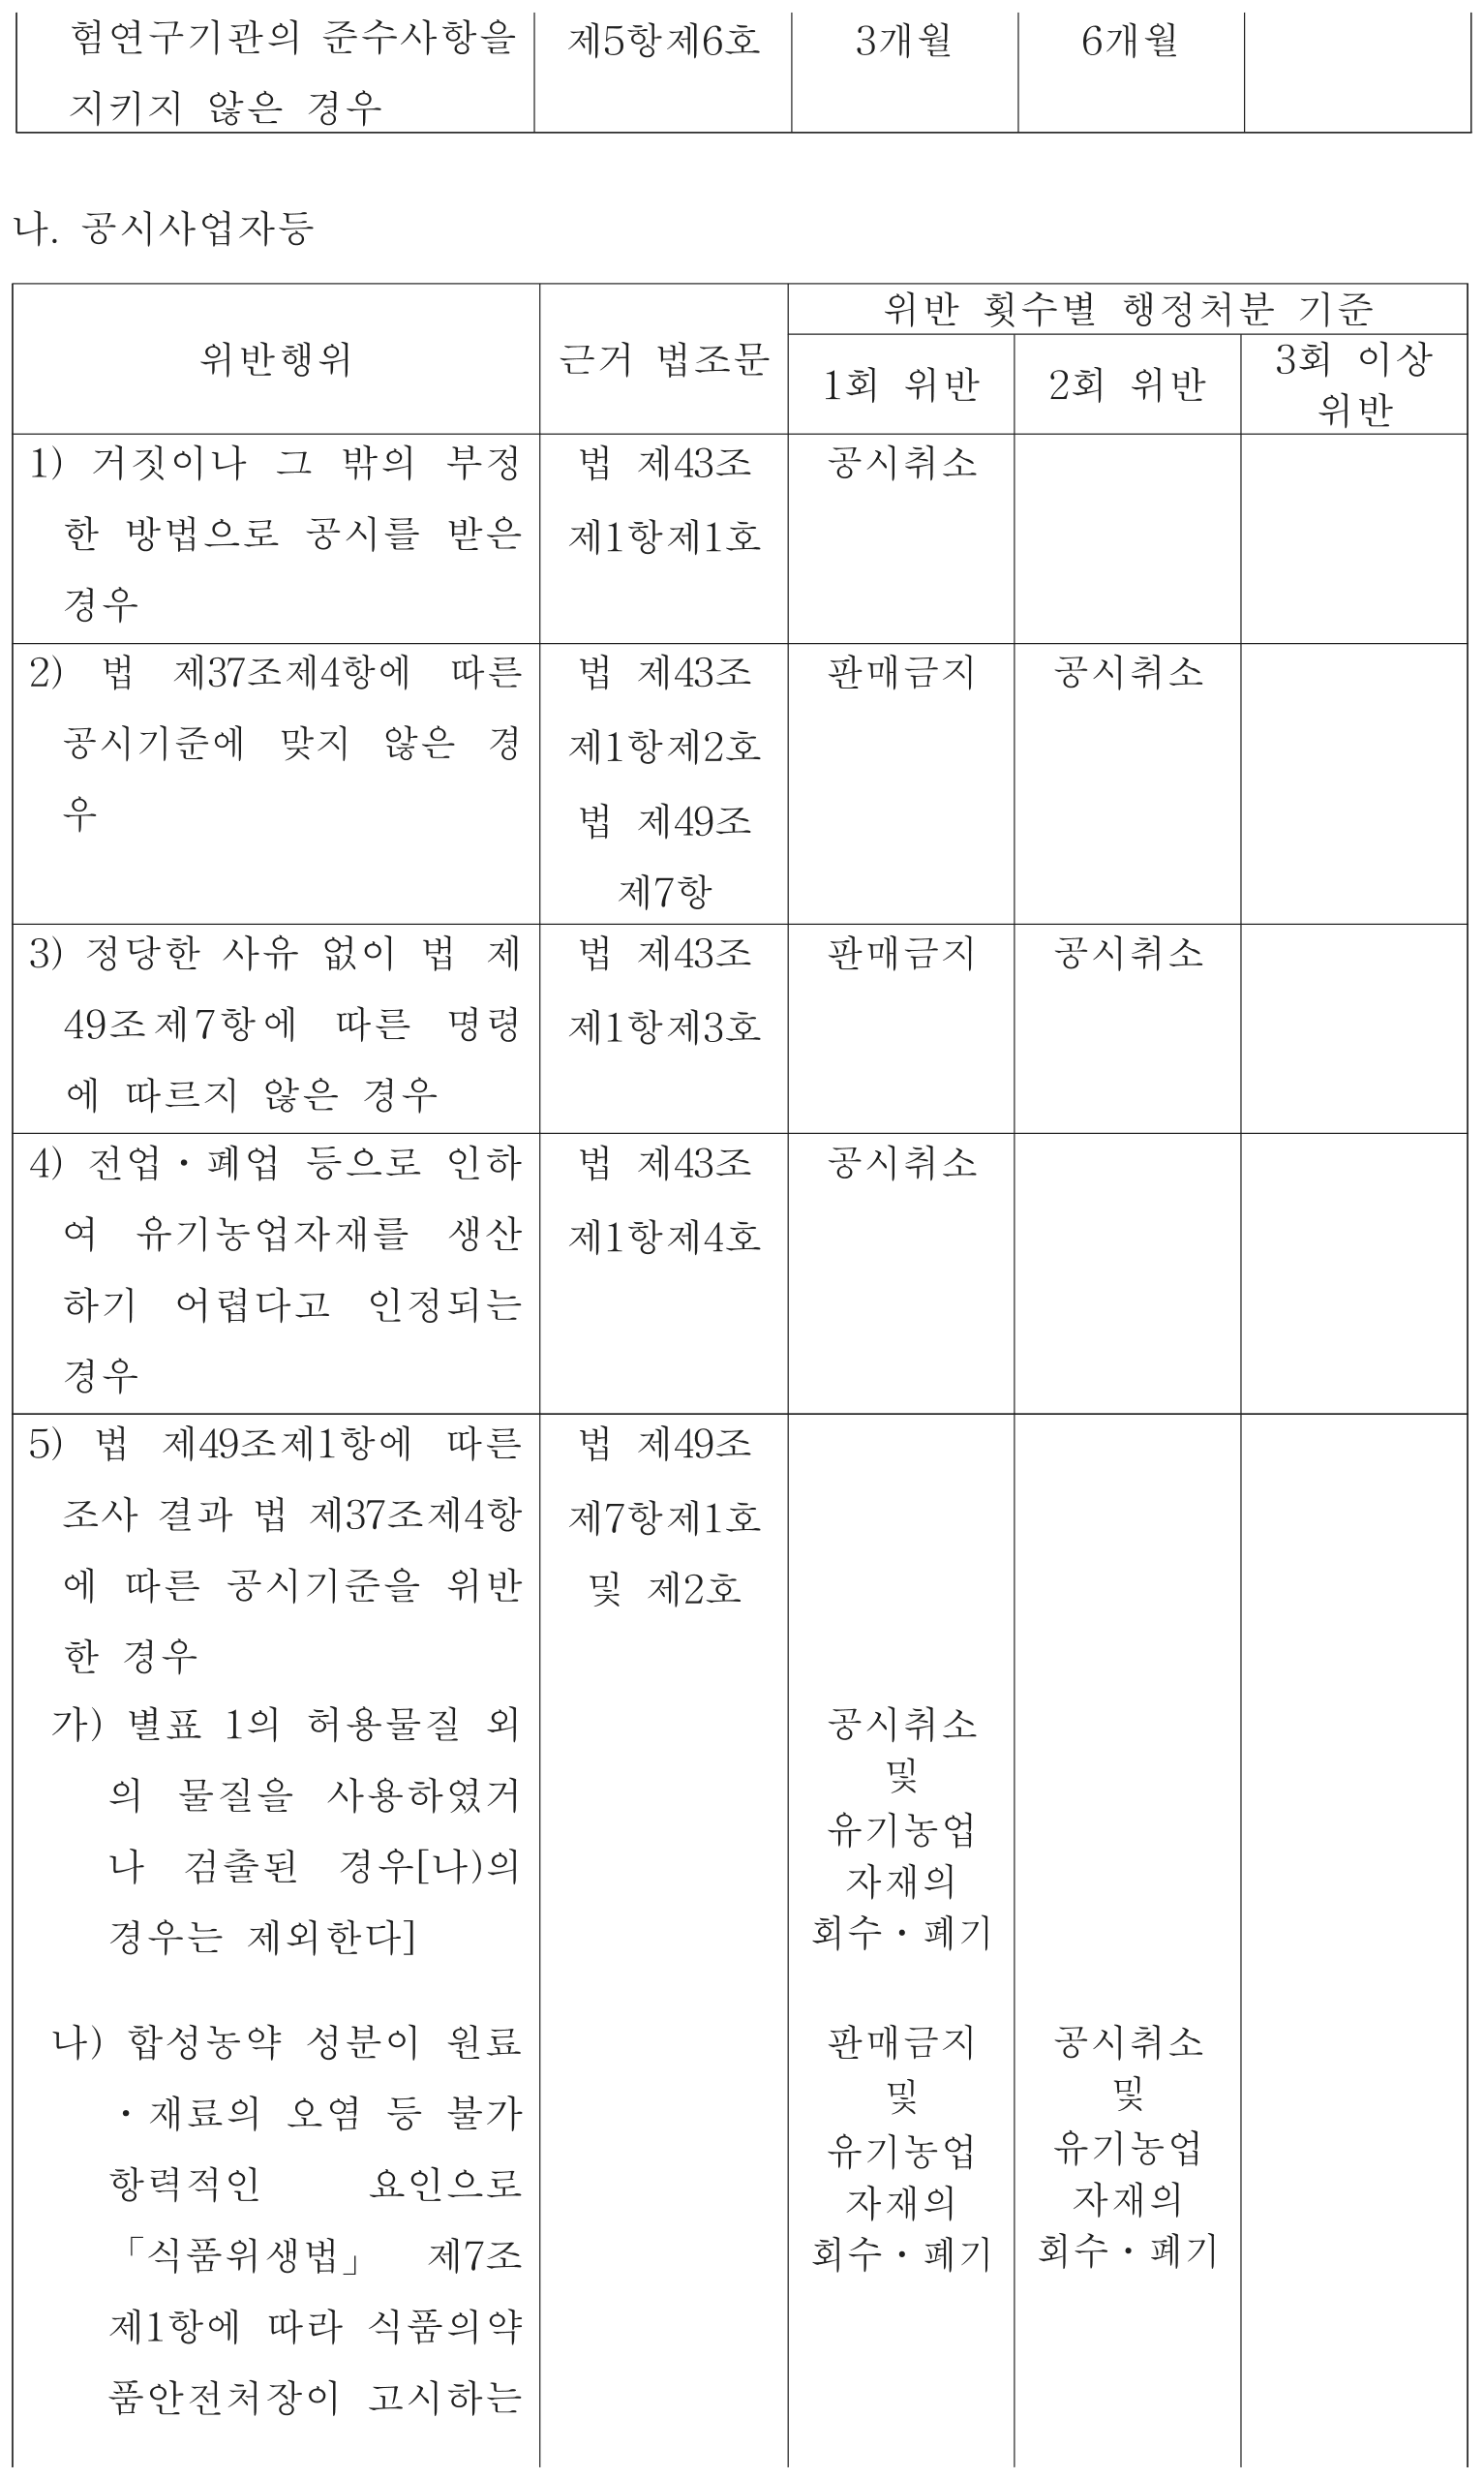 험연구기관의 준수사항을 제5항제6호 3개월 6개월
지키지 않은 경우
나. 공시사업자등
위반행위 근거 법조문 위반 횟수별 행정처분 기준
1회 위반 2회 위반 3회 이상
위반
1) 거짓이나 그 밖의 부정 법 제43조 공시취소
한 방법으로 공시를 받은 제1항제1호
경우
2) 법 제37조제4항에 따른 법 제43조 판매금지 공시취소
공시기준에 맞지 않은 경 제1항제2호
우 법 제49조
제7항
3) 정당한 사유 없이 법 제 법 제43조 판매금지 공시취소
49조제7항에 따른 명령 제1항제3호
에 따르지 않은 경우
4) 전업·폐업 등으로 인하 법 제43조 공시취소
여 유기농업자재를 생산 제1항제4호
하기 어렵다고 인정되는
경우
5) 법 제49조제1항에 따른 법 제49조
조사 결과 법 제37조제4항 제7항제1호
에 따른 공시기준을 위반 및 제2호
한 경우
가) 별표 1의 허용물질 외 공시취소
및
의 물질을 사용하였거 유기농업
나 검출된 경우[나)의 자재의
경우는 제외한다] 회수·폐기
나) 합성농약 성분이 원료 판매금지 공시취소
·재료의 오염 등 불가 및 및
항력적인 요인으로 유기농업 유기농업
자재의 자재의
「식품위생법」 제7조 회수·폐기 회수·폐기
제1항에 따라 식품의약
품안전처장이 고시하는